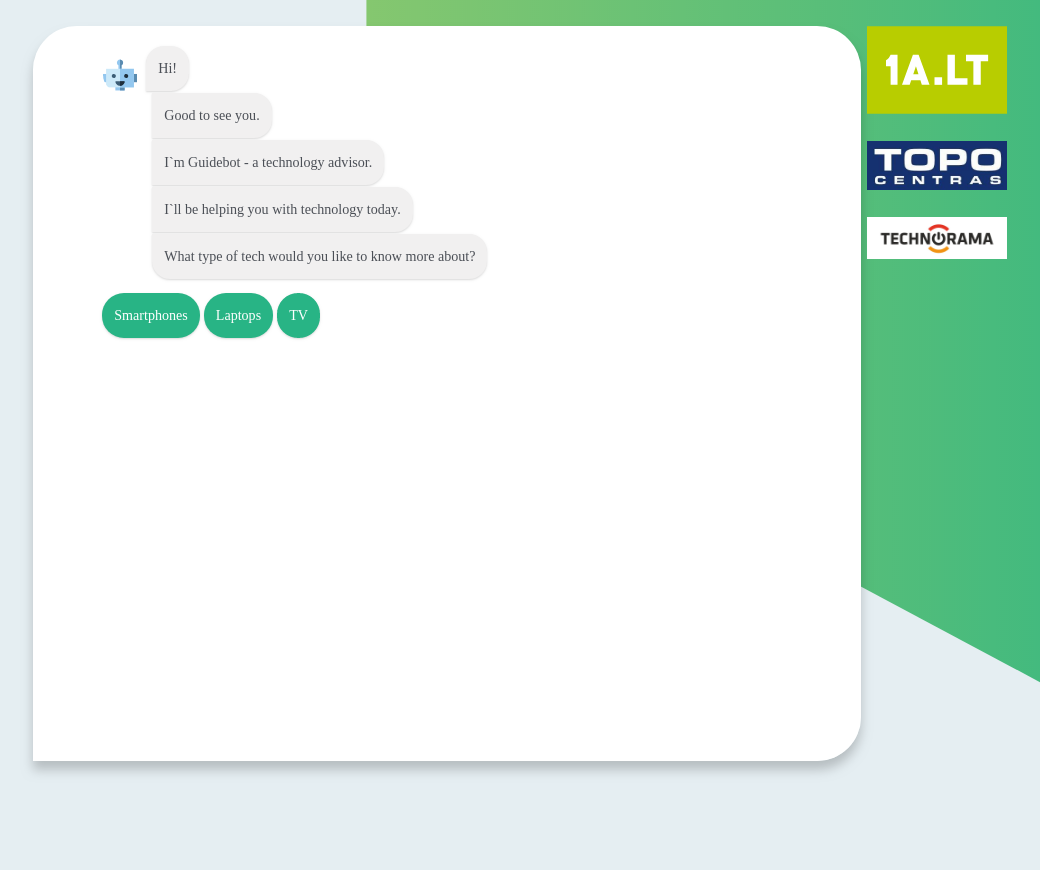 Hi!
Good to see you.
I`m Guidebot - a technology advisor.
I`ll be helping you with technology today.
What type of tech would you like to know more about?
Smartphones
Laptops
TV
1A.LT
TOPO
CENTRAS
TECHNORAMA